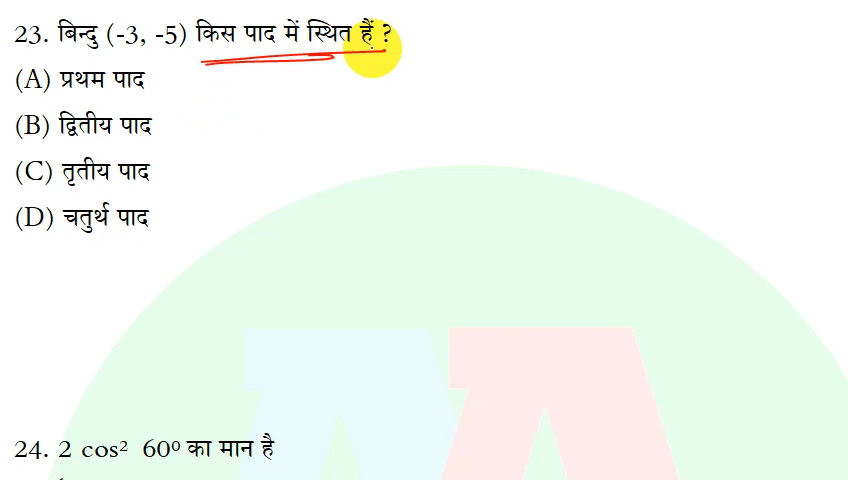 23. बिन्दु (-3, -5) किस पाद में स्थित हैं ?
(A) प्रथम पाद
(B) द्वितीय पाद
(C) तृतीय पाद
(D) चतुर्थ पाद
24. 2 cos² 60⁰ का मान है